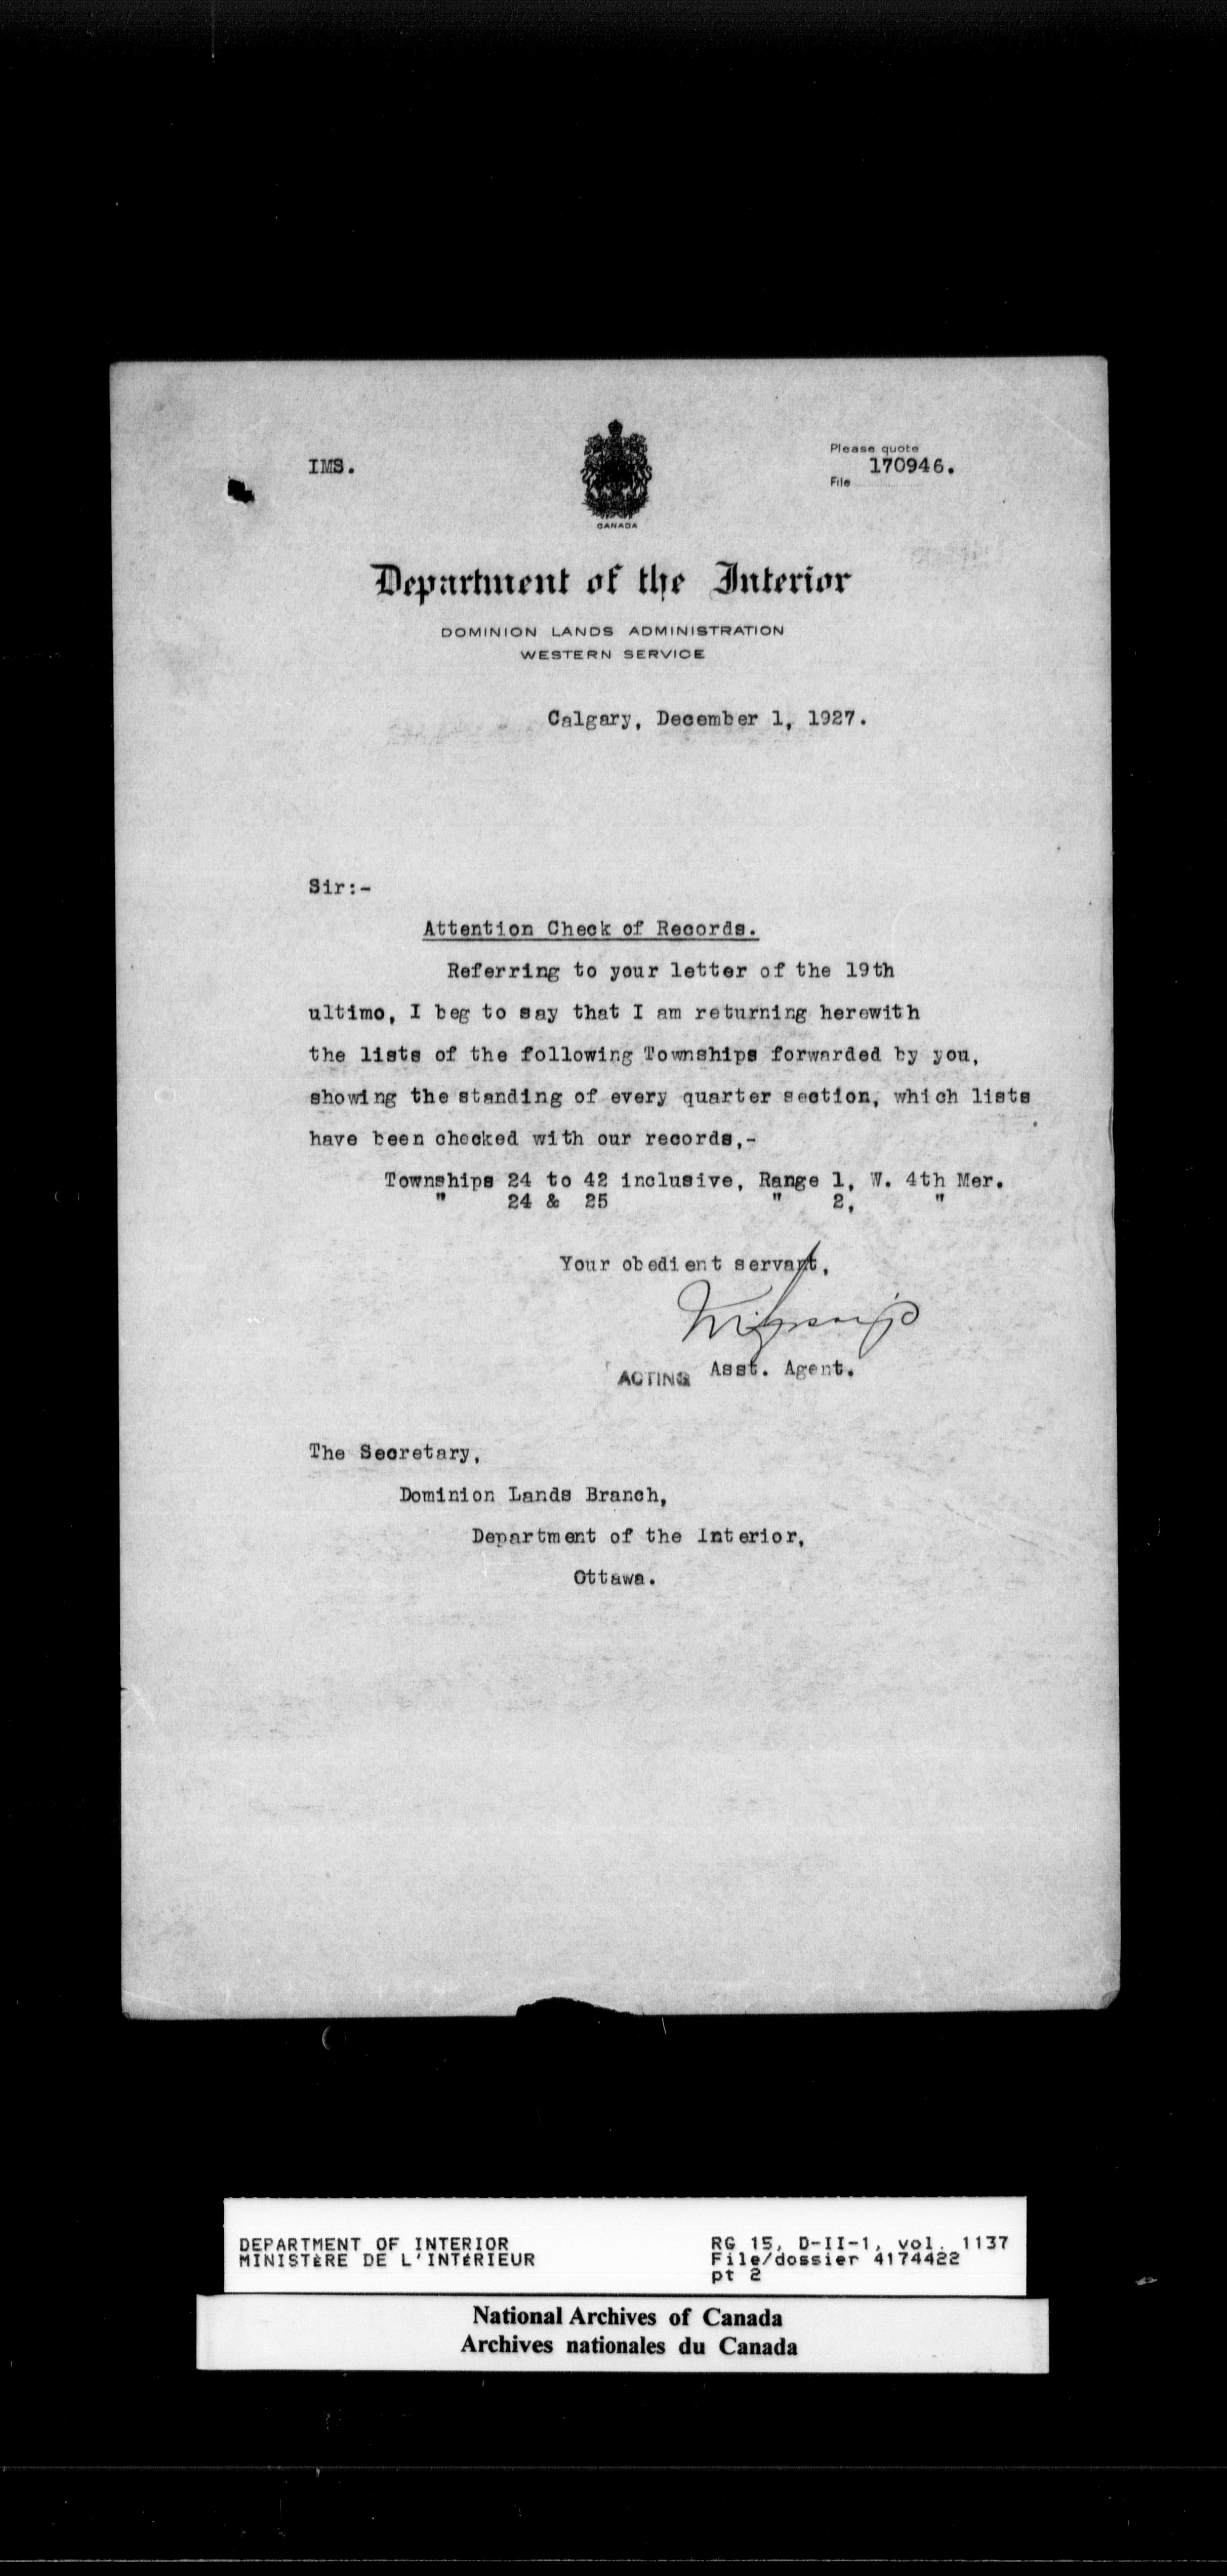 IMS.
Please quote
170946.
File
CANADA
Department of the Interior
DOMINION LANDS ADMINISTRATION
WESTERN SERVICE
Calgary, December 1, 1927.
Sir:-
Attention Check of Records.
Referring to your letter of the 19th
ultimo, I beg to say that I am returning herewith
the lists of the following Townships forwarded by you,
showing the standing of every quarter section, which lists
have been checked with our records,-
Townships 24 to 42 inclusive, Range 1, W. 4th Mer.
" 24 & 25 " 2, "
Your obedient servant,
ACTING Asst. Agent.
The Secretary,
Dominion Lands Branch,
Department of the Interior,
Ottawa.
DEPARTMENT OF INTERIOR
MINISTÈRE DE L'INTÉRIEUR
RG 15, D-II-1, vol. 1137
File/dossier 4174422
pt 2
National Archives of Canada
Archives nationales du Canada